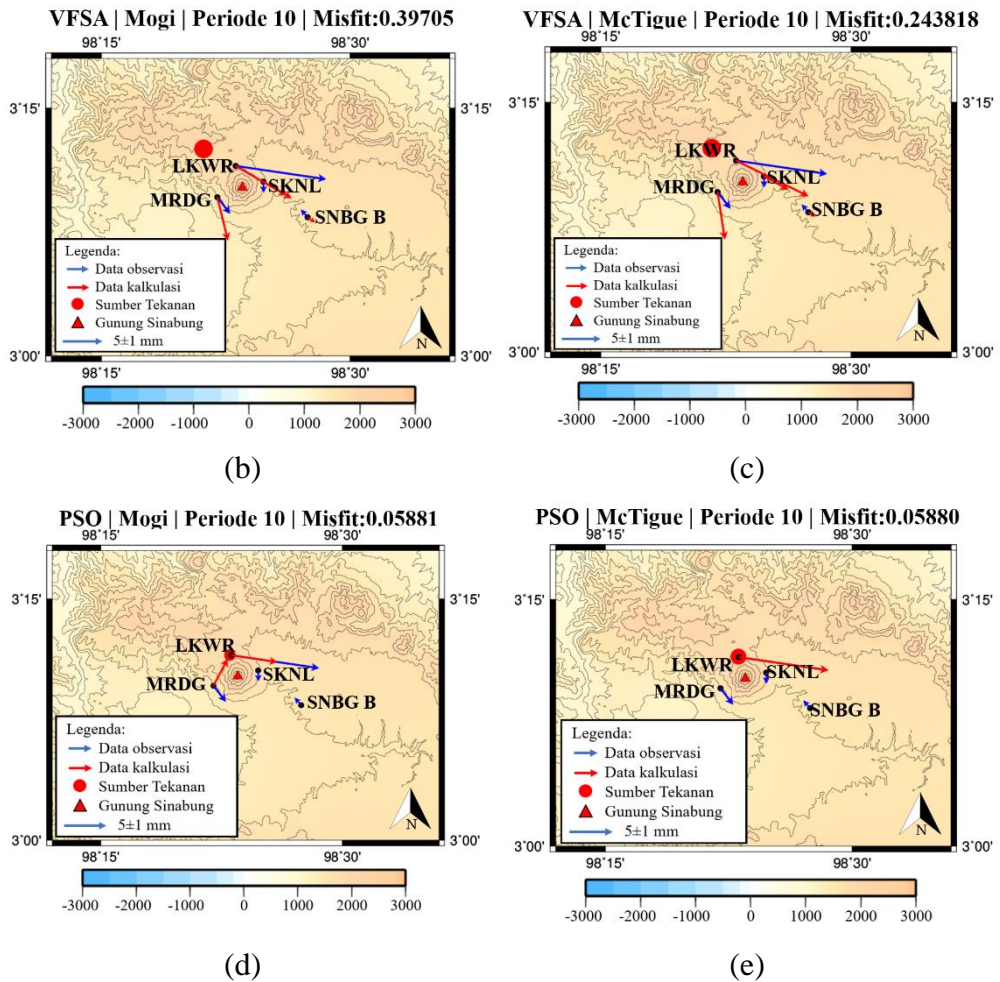 VFSA | Mogi | Periode 10 | Misfit:0.39705
98°15'
98°30'
3°15'
LKWR
SKNL
MRDG
SNBG B
Legenda:
Data observasi
Data kalkulasi
Sumber Tekanan
Gunung Sinabung
5±1 mm
N
3°00'
98°15'
98°30'
-3000 -2000 -1000 0 1000 2000 3000
(b)
VFSA | McTigue | Periode 10 | Misfit:0.243818
98°15'
98°30'
3°15'
3°15'
LKWR
SKNL
MRDG
SNBG B
Legenda:
Data observasi
Data kalkulasi
Sumber Tekanan
Gunung Sinabung
5±1 mm
N
3°00'
3°00'
98°15'
98°30'
-3000 -2000 -1000 0 1000 2000 3000
(c)
PSO | Mogi | Periode 10 | Misfit:0.05881
98°15'
98°30'
3°15'
LKWR
SKNL
MRDG
SNBG B
Legenda:
Data observasi
Data kalkulasi
Sumber Tekanan
Gunung Sinabung
5±1 mm
N
3°00'
98°15'
98°30'
-3000 -2000 -1000 0 1000 2000 3000
(d)
PSO | McTigue | Periode 10 | Misfit:0.05880
98°15'
98°30'
3°15'
3°15'
LKWR
SKNL
MRDG
SNBG B
Legenda:
Data observasi
Data kalkulasi
Sumber Tekanan
Gunung Sinabung
5±1 mm
N
3°00'
3°00'
98°15'
98°30'
-3000 -2000 -1000 0 1000 2000 3000
(e)